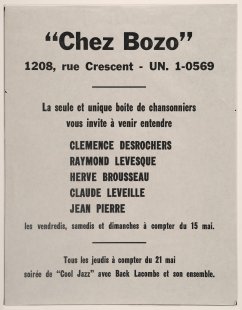 "Chez Bozo"
1208, rue Crescent - UN. 1-0569
La seule et unique boite de chansonniers
vous invite à venir entendre
CLEMENCE DESROCHERS
RAYMOND LEVESQUE
HERVE BROUSSEAU
CLAUDE LEVEILLE
JEAN PIERRE
les vendredis, samedis et dimanches à compter du 15 mai.
Tous les jeudis à compter du 21 mai
soirée de "Cool Jazz" avec Back Lacombe et son ensemble.